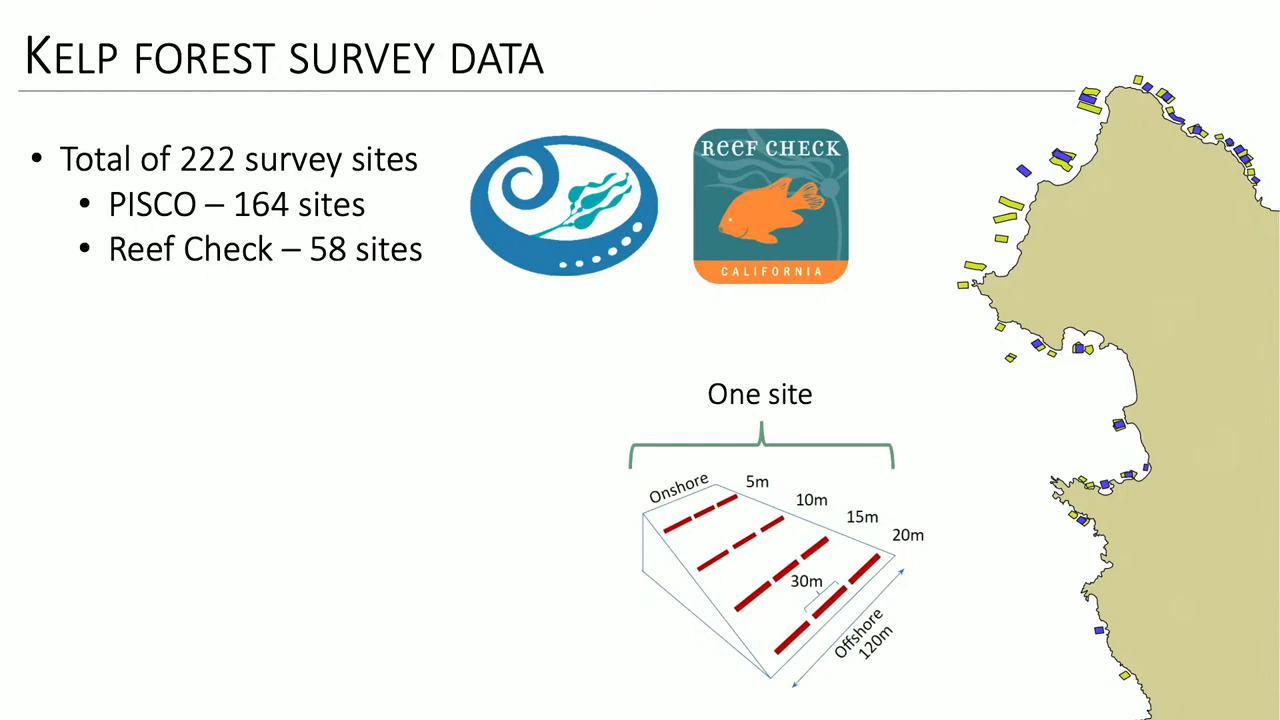 KELP FOREST SURVEY DATA
• Total of 222 survey sites
• PISCO – 164 sites
• Reef Check – 58 sites
REEF CHECK
CALIFORNIA
One site
Onshore
5m
10m
15m
20m
30m
Offshore
120m